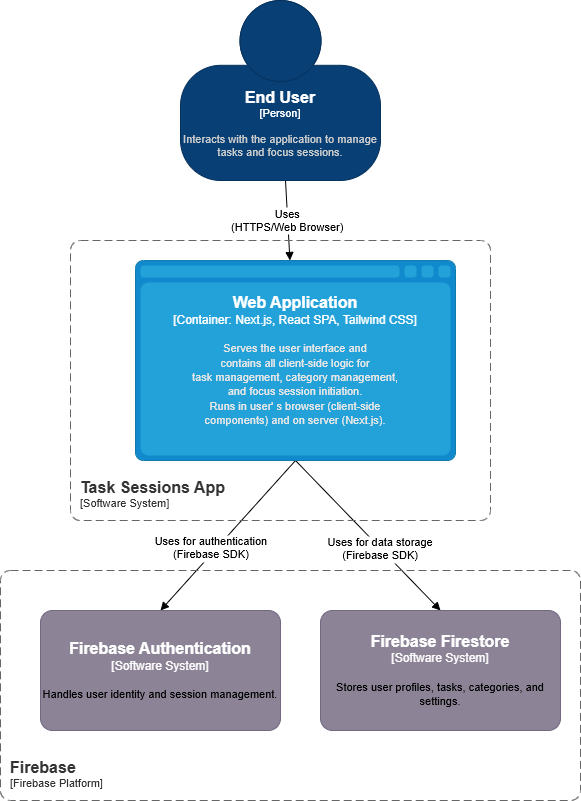 End User
[Person]
Interacts with the application to manage
tasks and focus sessions.
Uses
(HTTPS/Web Browser)
Web Application
[Container: Next.js, React SPA, Tailwind CSS]
Serves the user interface and
contains all client-side logic for
task management, category management,
and focus session initiation.
Runs in user' s browser (client-side
components) and on server (Next.js).
Task Sessions App
[Software System]
Uses for authentication
(Firebase SDK)
Uses for data storage
(Firebase SDK)
Firebase Authentication
[Software System]
Handles user identity and session management.
Firebase Firestore
[Software System]
Stores user profiles, tasks, categories, and
settings.
Firebase
[Firebase Platform]